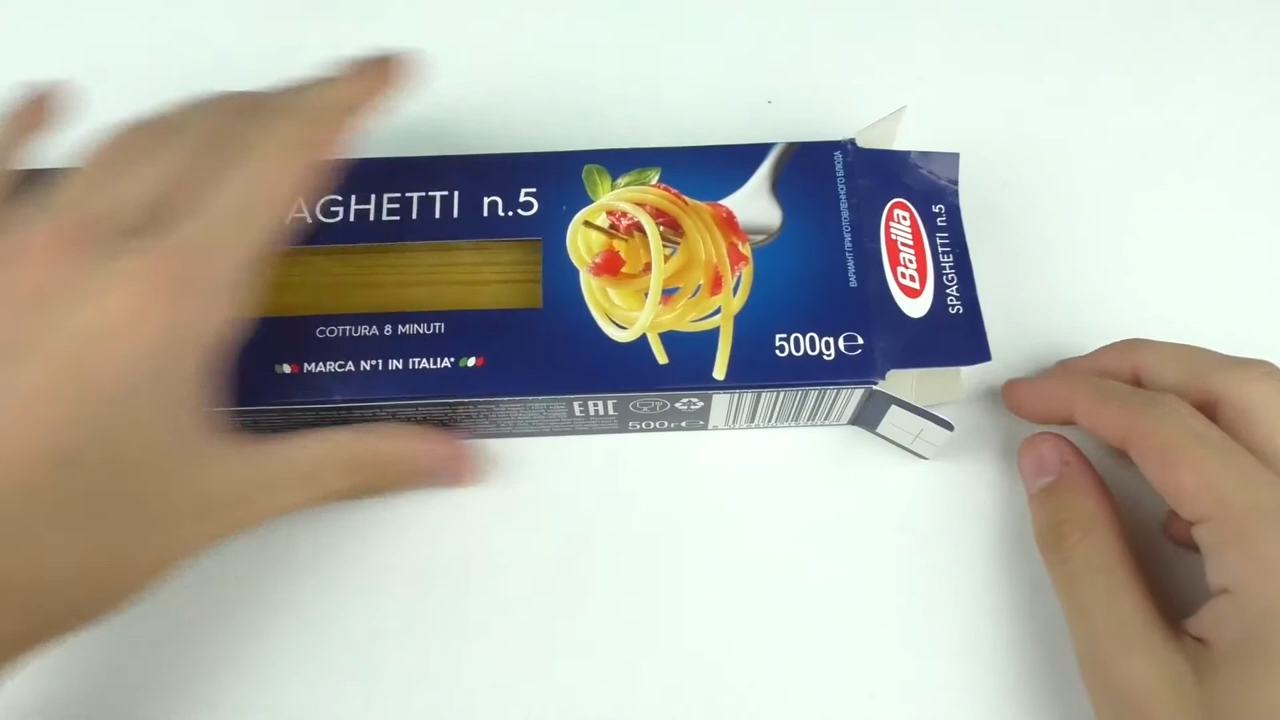 AGHETTI n.5
COTTURA 8 MINUTI
MARCA N°1 IN ITALIA*
500g℮
ВАРИАНТ ПРИГОТОВЛЕННОГО БЛЮДА
Barilla
SPAGHETTI n.5
EAC
500г℮